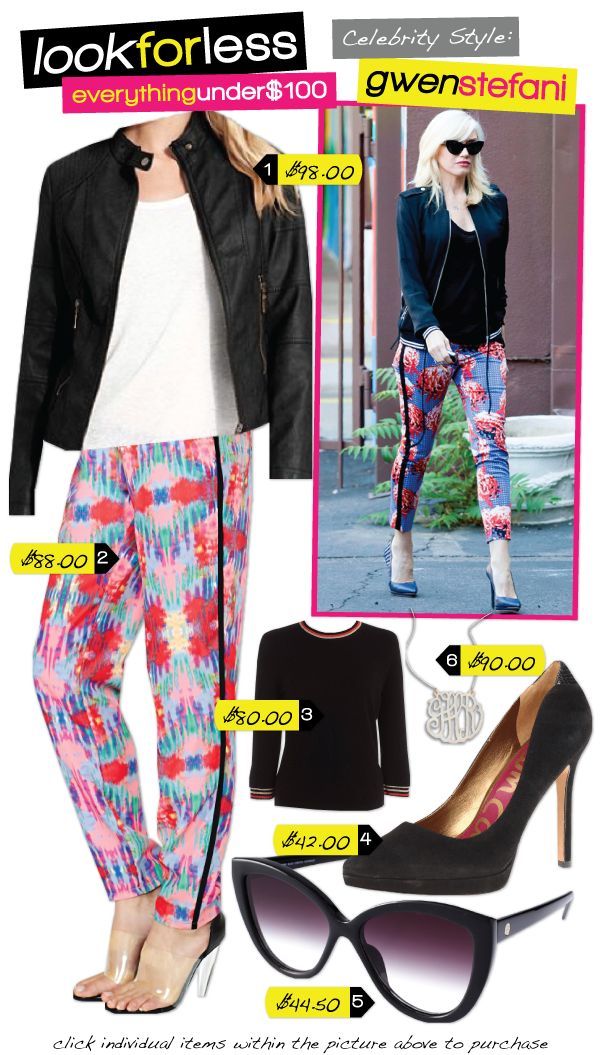 lookforless
everythingunder$100
Celebrity Style:
gwenstefani
1 $98.00
$88.00 2
$80.00 3
6 $90.00
$42.00 4
$44.50 5
click individual items within the picture above to purchase